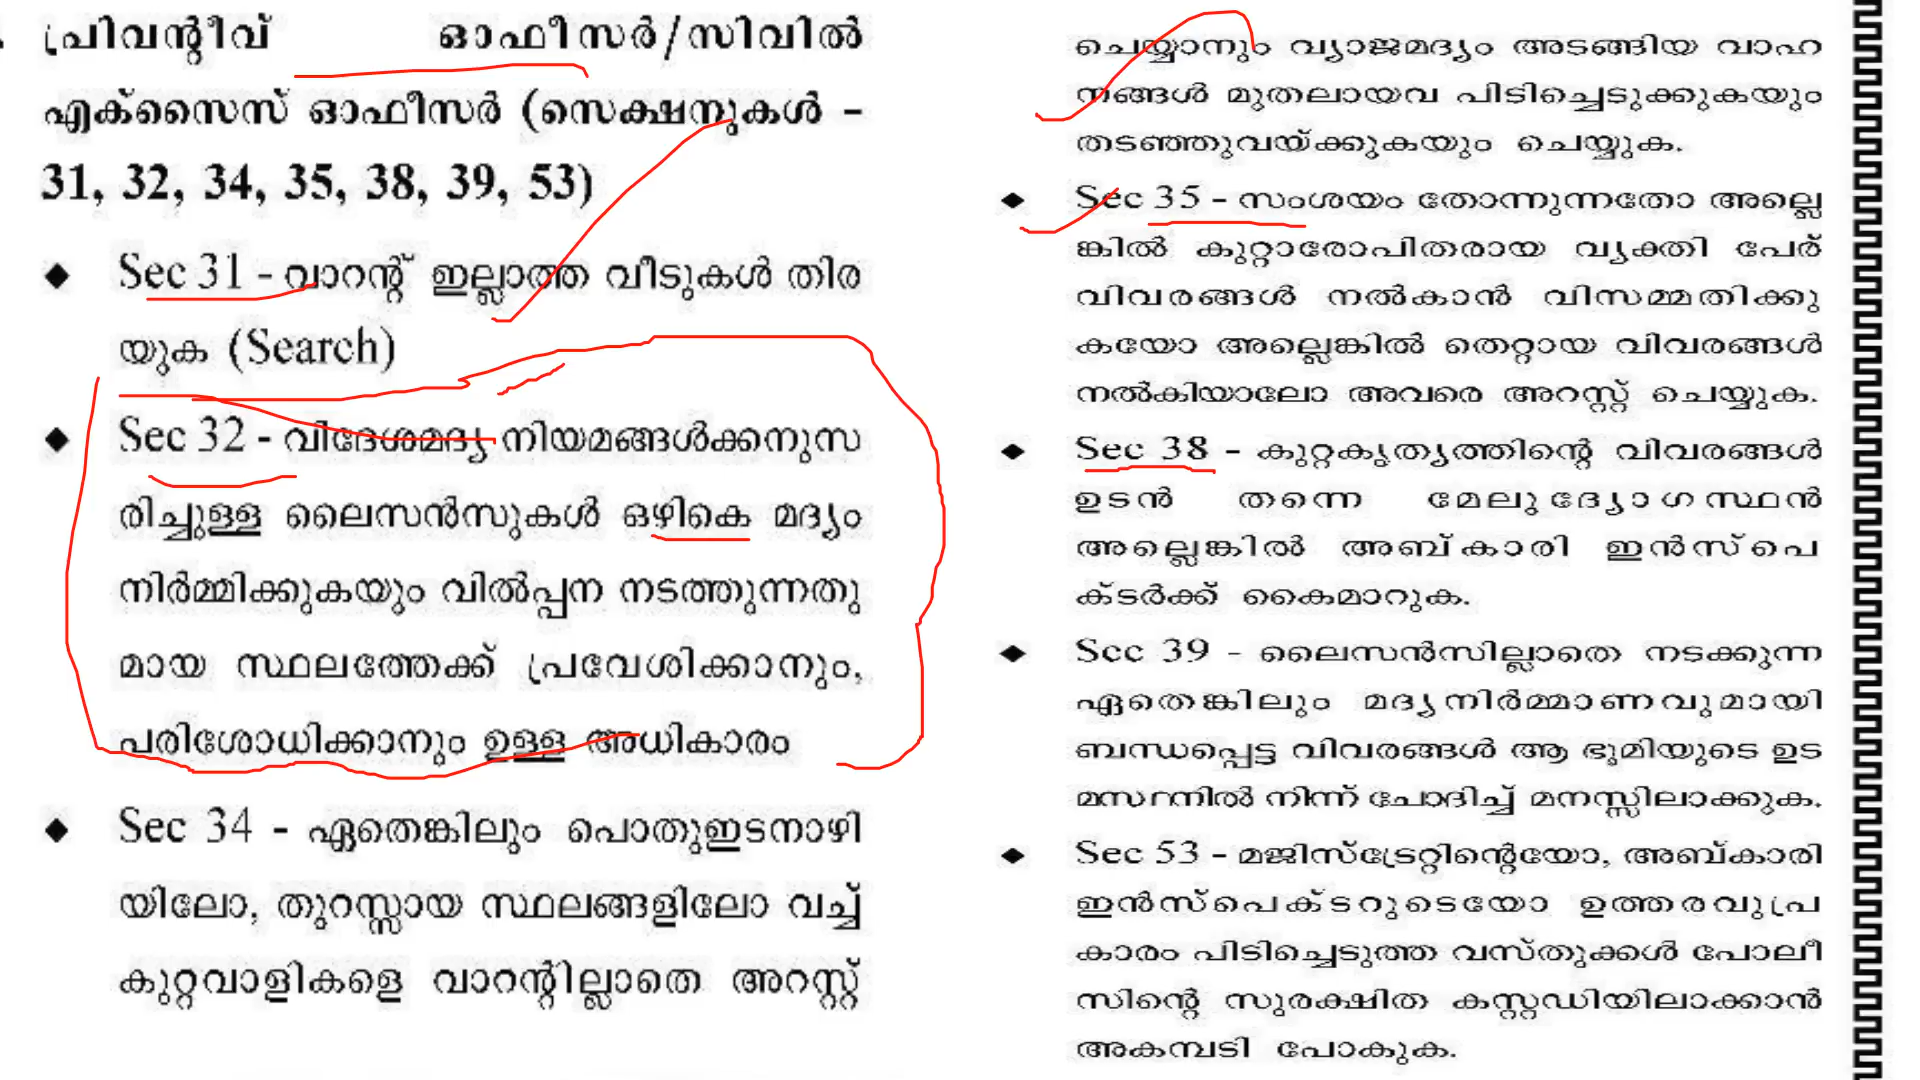 പ്രിവന്റീവ് ഓഫീസർ/സിവിൽ
എക്സൈസ് ഓഫീസർ (സെക്ഷനുകൾ –
31, 32, 34, 35, 38, 39, 53)
◆ Sec 31 - വാറന്റ് ഇല്ലാത്ത വീടുകൾ തിര
യുക (Search)
◆ Sec 32 - വിദേശമദ്യ നിയമങ്ങൾക്കനുസ
രിച്ചുള്ള ലൈസൻസുകൾ ഒഴികെ മദ്യം
നിർമ്മിക്കുകയും വിൽപ്പന നടത്തുന്നതു
മായ സ്ഥലത്തേക്ക് പ്രവേശിക്കാനും,
പരിശോധിക്കാനും ഉള്ള അധികാരം
◆ Sec 34 - ഏതെങ്കിലും പൊതുഇടനാഴി
യിലോ, തുറസ്സായ സ്ഥലങ്ങളിലോ വച്ച്
കുറ്റവാളികളെ വാറന്റില്ലാതെ അറസ്റ്റ്
ചെയ്യാനും വ്യാജമദ്യം അടങ്ങിയ വാഹ
നങ്ങൾ മുതലായവ പിടിച്ചെടുക്കുകയും
തടഞ്ഞുവയ്ക്കുകയും ചെയ്യുക.
◆ Sec 35 - സംശയം തോന്നുന്നതോ അല്ലെ
ങ്കിൽ കുറ്റാരോപിതരായ വ്യക്തി പേര്
വിവരങ്ങൾ നൽകാൻ വിസമ്മതിക്കു
കയോ അല്ലെങ്കിൽ തെറ്റായ വിവരങ്ങൾ
നൽകിയാലോ അവരെ അറസ്റ്റ് ചെയ്യുക.
◆ Sec 38 - കുറ്റകൃത്യത്തിന്റെ വിവരങ്ങൾ
ഉടൻ തന്നെ മേലുദ്യോഗസ്ഥൻ
അല്ലെങ്കിൽ അബ്കാരി ഇൻസ്പെ
ക്ടർക്ക് കൈമാറുക.
◆ Sec 39 - ലൈസൻസില്ലാതെ നടക്കുന്ന
ഏതെങ്കിലും മദ്യനിർമ്മാണവുമായി
ബന്ധപ്പെട്ട വിവരങ്ങൾ ആ ഭൂമിയുടെ ഉട
മസ്ഥനിൽ നിന്ന് ചോദിച്ച് മനസ്സിലാക്കുക.
◆ Sec 53 - മജിസ്ട്രേറ്റിന്റെയോ, അബ്കാരി
ഇൻസ്പെക്ടറുടെയോ ഉത്തരവുപ്ര
കാരം പിടിച്ചെടുത്ത വസ്തുക്കൾ പോലീ
സിന്റെ സുരക്ഷിത കസ്റ്റഡിയിലാക്കാൻ
അകമ്പടി പോകുക.